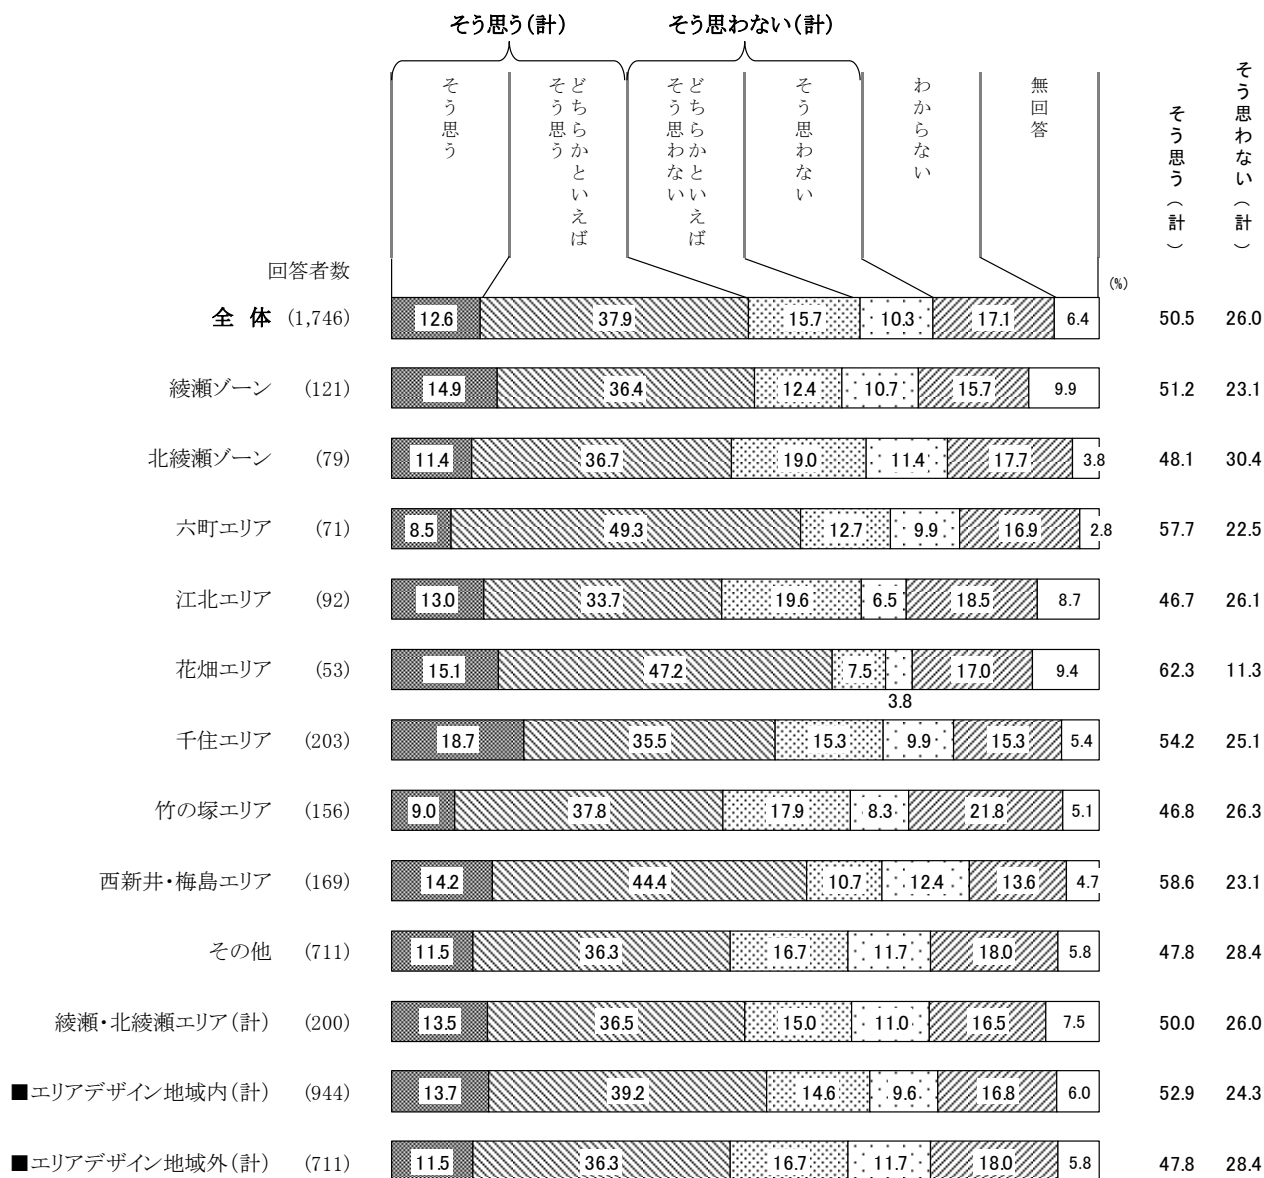 そう思う(計)
そう思わない(計)
そう思う
どちらかといえば
そう思う
どちらかといえば
そう思わない
そう思わない
わからない
無回答
そう思う(計)
そう思わない(計)
回答者数
(%)
全 体 (1,746) 12.6 37.9 15.7 10.3 17.1 6.4 50.5 26.0
綾瀬ゾーン (121) 14.9 36.4 12.4 10.7 15.7 9.9 51.2 23.1
北綾瀬ゾーン (79) 11.4 36.7 19.0 11.4 17.7 3.8 48.1 30.4
六町エリア (71) 8.5 49.3 12.7 9.9 16.9 2.8 57.7 22.5
江北エリア (92) 13.0 33.7 19.6 6.5 18.5 8.7 46.7 26.1
花畑エリア (53) 15.1 47.2 7.5 17.0 9.4 62.3 11.3
3.8
千住エリア (203) 18.7 35.5 15.3 9.9 15.3 5.4 54.2 25.1
竹の塚エリア (156) 9.0 37.8 17.9 8.3 21.8 5.1 46.8 26.3
西新井・梅島エリア (169) 14.2 44.4 10.7 12.4 13.6 4.7 58.6 23.1
その他 (711) 11.5 36.3 16.7 11.7 18.0 5.8 47.8 28.4
綾瀬・北綾瀬エリア(計) (200) 13.5 36.5 15.0 11.0 16.5 7.5 50.0 26.0
■エリアデザイン地域内(計) (944) 13.7 39.2 14.6 9.6 16.8 6.0 52.9 24.3
■エリアデザイン地域外(計) (711) 11.5 36.3 16.7 11.7 18.0 5.8 47.8 28.4